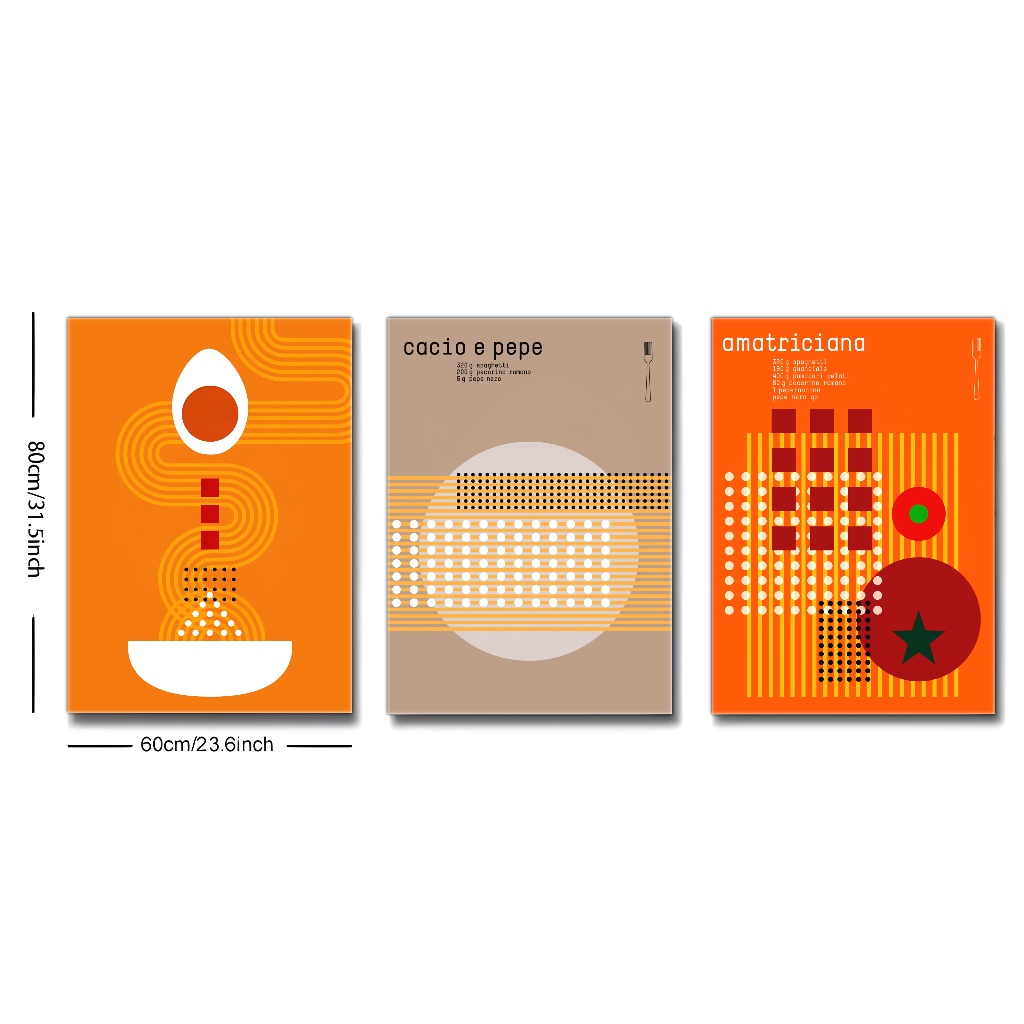 80cm/31.5inch
60cm/23.6inch
cacio e pepe
320 g spaghetti
200 g pecorino romano
5 g pepe nero
amatriciana
320 g spaghetti
150 g guanciale
400 g pomodori pelati
80 g pecorino romano
1 peperoncino
pepe nero qb